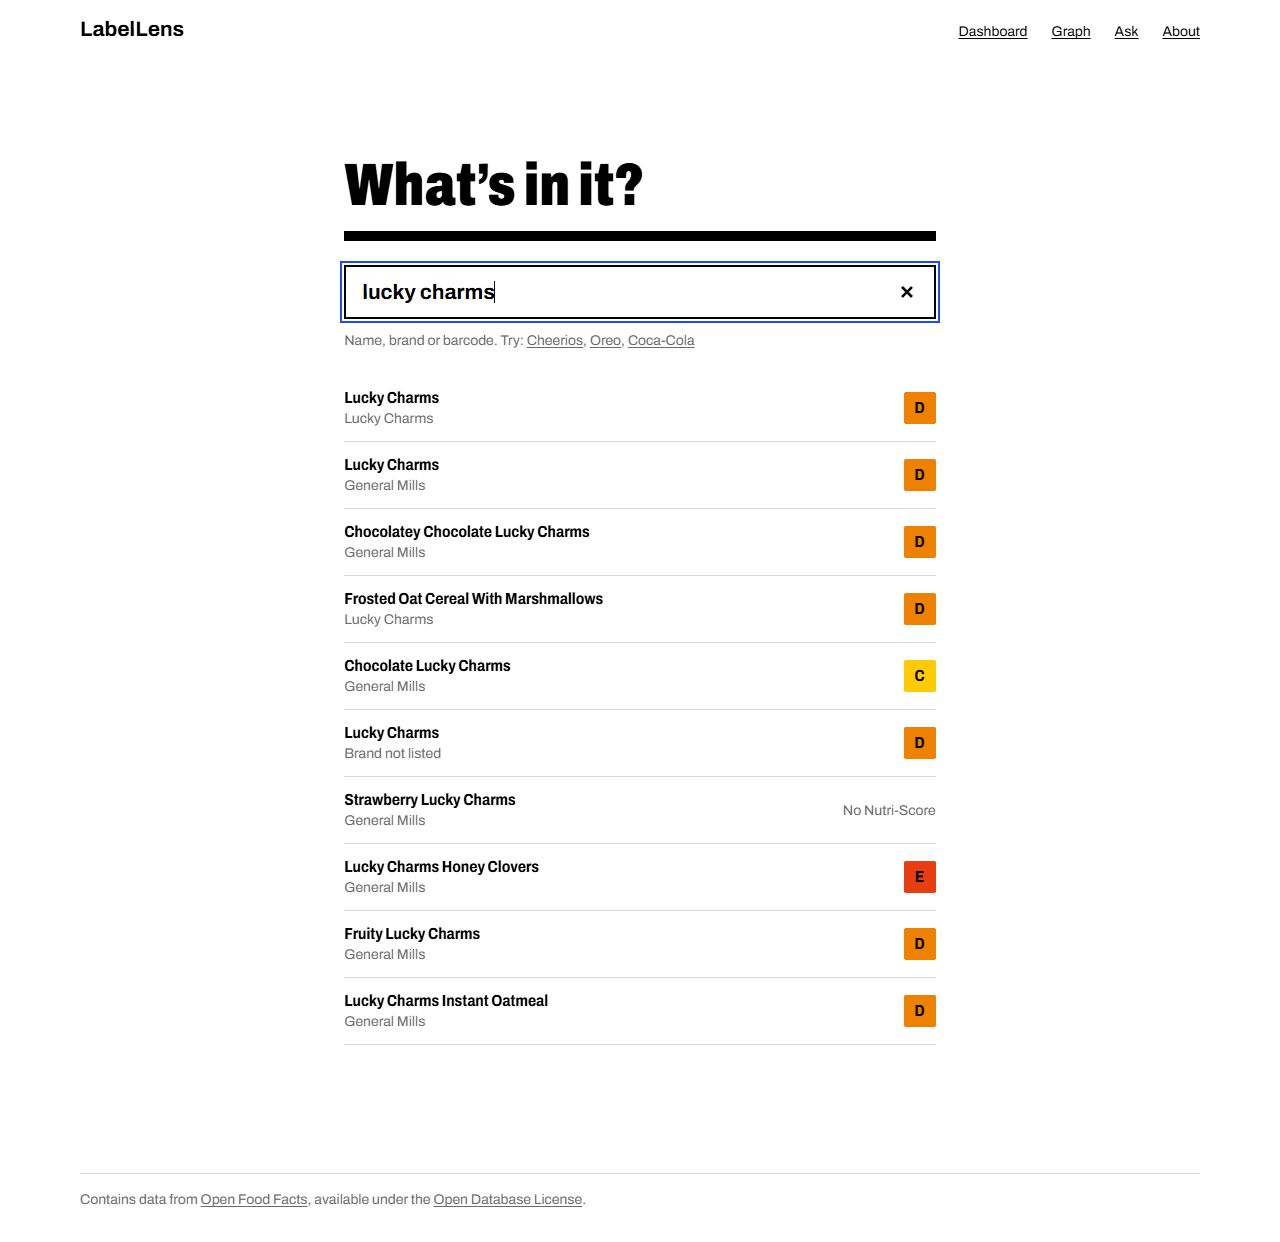 LabelLens
Dashboard Graph Ask About
What’s in it?
lucky charms ✕
Name, brand or barcode. Try: Cheerios, Oreo, Coca-Cola
Lucky Charms
Lucky Charms
D
Lucky Charms
General Mills
D
Chocolatey Chocolate Lucky Charms
General Mills
D
Frosted Oat Cereal With Marshmallows
Lucky Charms
D
Chocolate Lucky Charms
General Mills
C
Lucky Charms
Brand not listed
D
Strawberry Lucky Charms
General Mills
No Nutri-Score
Lucky Charms Honey Clovers
General Mills
E
Fruity Lucky Charms
General Mills
D
Lucky Charms Instant Oatmeal
General Mills
D
Contains data from Open Food Facts, available under the Open Database License.